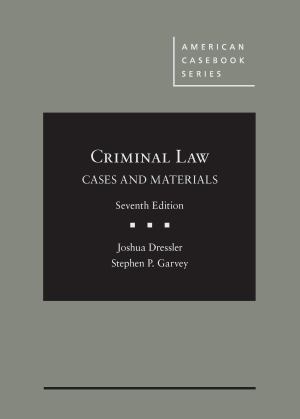 AMERICAN
CASEBOOK
SERIES
CRIMINAL LAW
CASES AND MATERIALS
Seventh Edition
Joshua Dressler
Stephen P. Garvey